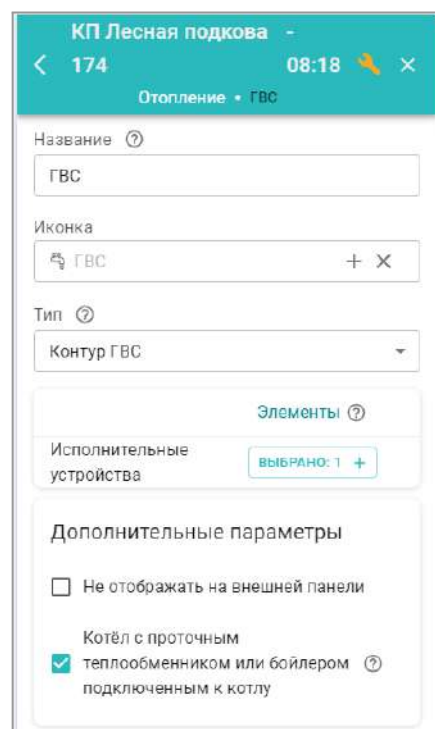 КП Лесная подкова -
174 08:18
Отопление • ГВС
Название
ГВС
Иконка
ГВС
Тип
Контур ГВС
Элементы
Исполнительные
устройства
ВЫБРАНО: 1 +
Дополнительные параметры
Не отображать на внешней панели
Котёл с проточным
теплообменником или бойлером
подключенным к котлу